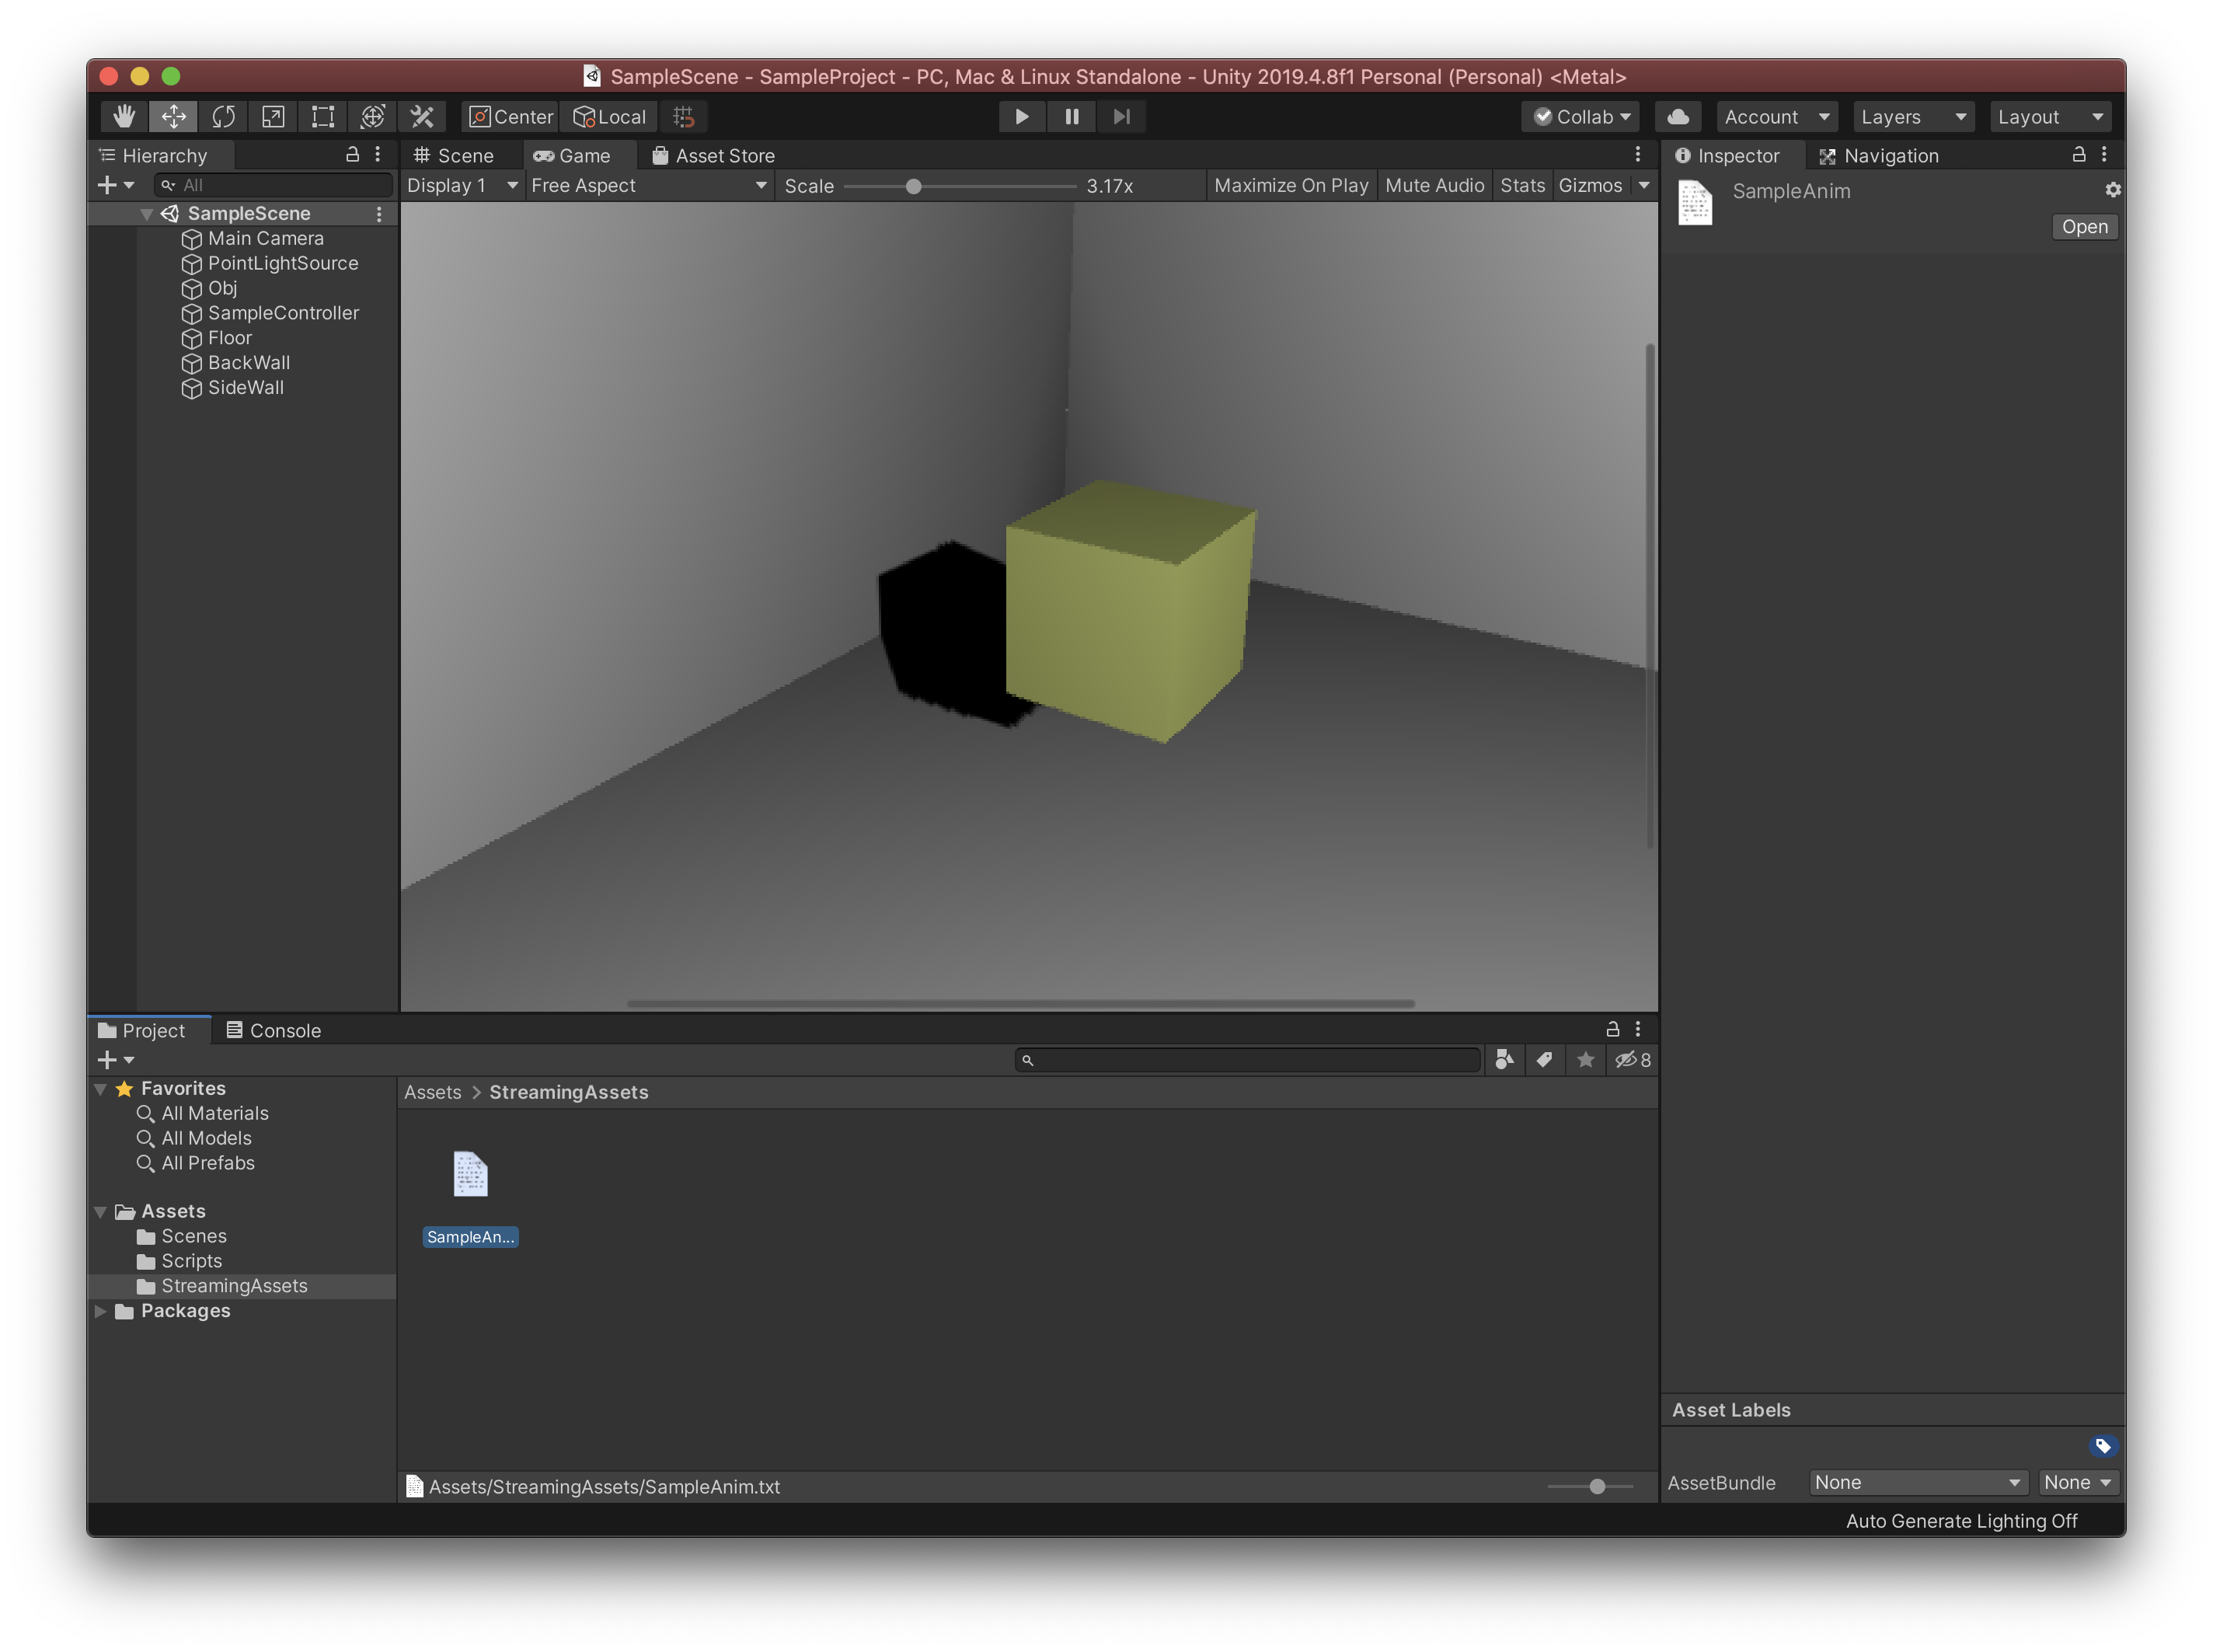 SampleScene - SampleProject - PC, Mac & Linux Standalone - Unity 2019.4.8f1 Personal (Personal) <Metal>
Center Local Collab Account Layers Layout
Hierarchy
All
SampleScene
Main Camera
PointLightSource
Obj
SampleController
Floor
BackWall
SideWall
Scene Game Asset Store
Display 1 Free Aspect Scale 3.17x Maximize On Play Mute Audio Stats Gizmos
Inspector Navigation
SampleAnim
Open
Project Console
8
Favorites
All Materials
All Models
All Prefabs
Assets
Scenes
Scripts
StreamingAssets
Packages
Assets > StreamingAssets
SampleAn...
Assets/StreamingAssets/SampleAnim.txt
Asset Labels
AssetBundle None None
Auto Generate Lighting Off